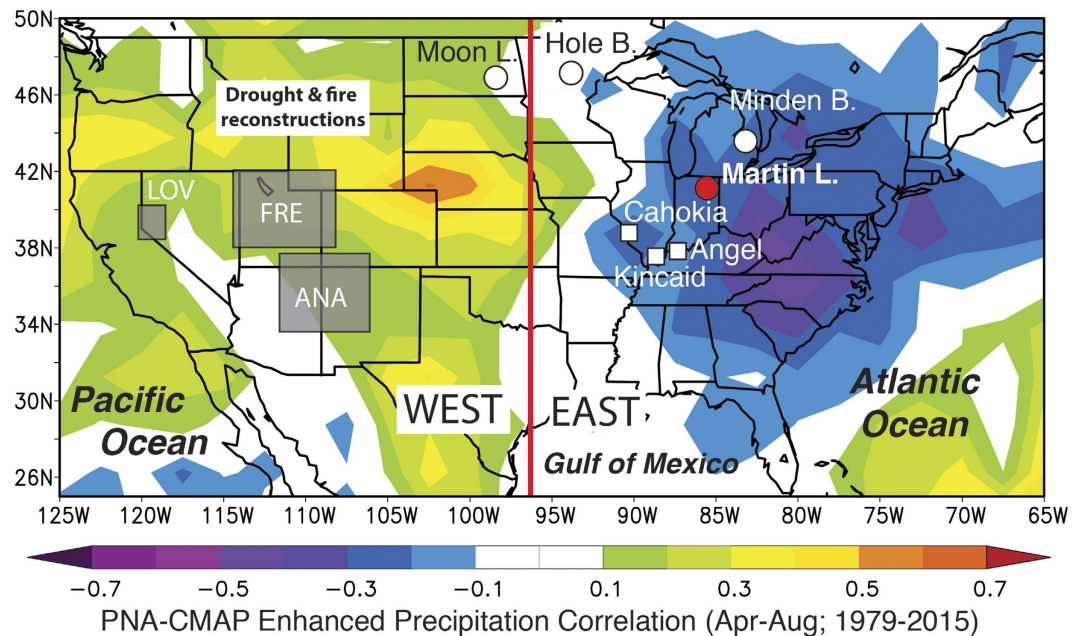 50N
46N
42N
38N
34N
30N
26N
Moon L.
Hole B.
Drought & fire
reconstructions
Minden B.
Martin L.
LOV
FRE
ANA
Cahokia
Angel
Kincaid
Pacific
Ocean
WEST
EAST
Atlantic
Ocean
Gulf of Mexico
125W 120W 115W 110W 105W 100W 95W 90W 85W 80W 75W 70W 65W
−0.7 −0.5 −0.3 −0.1 0.1 0.3 0.5 0.7
PNA-CMAP Enhanced Precipitation Correlation (Apr-Aug; 1979-2015)